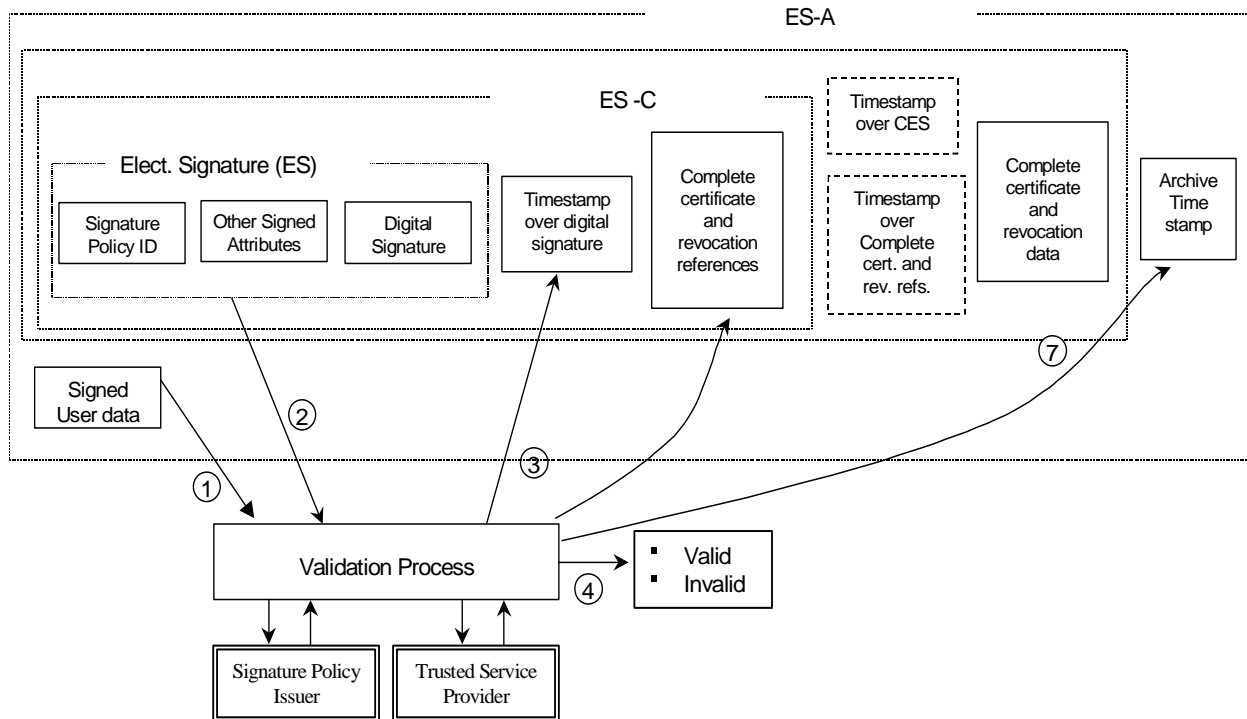 ES-A
ES -C
Timestamp
over CES
Elect. Signature (ES)
Signature
Policy ID
Other Signed
Attributes
Digital
Signature
Timestamp
over digital
signature
Complete
certificate
and
revocation
references
Timestamp
over
Complete
cert. and
rev. refs.
Complete
certificate
and
revocation
data
Archive
Time
stamp
Signed
User data
1
2
3
7
Validation Process
4
▪ Valid
▪ Invalid
Signature Policy
Issuer
Trusted Service
Provider